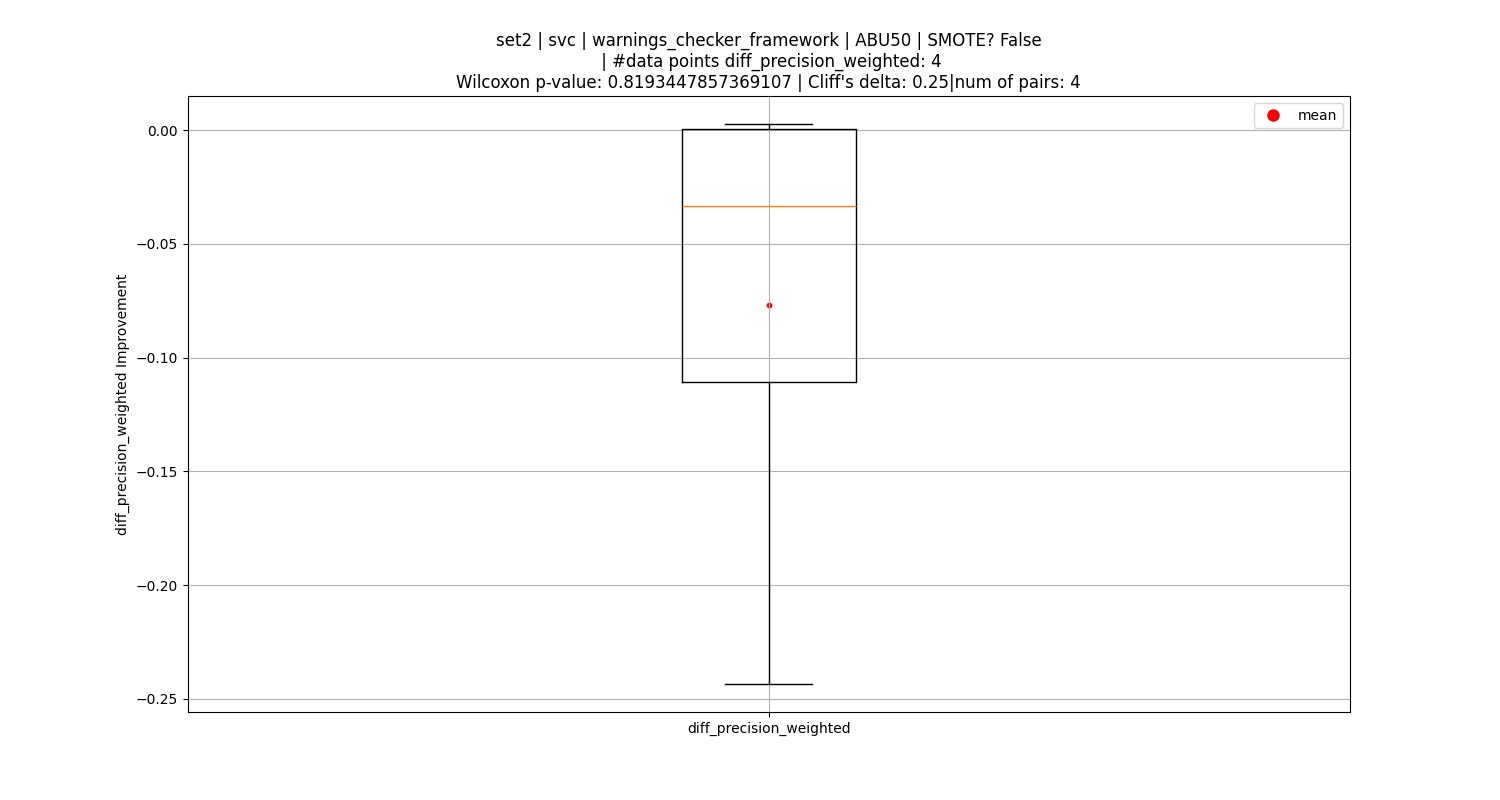 set2 | svc | warnings_checker_framework | ABU50 | SMOTE? False
| #data points diff_precision_weighted: 4
Wilcoxon p-value: 0.8193447857369107 | Cliff's delta: 0.25|num of pairs: 4
mean
0.00
−0.05
−0.10
−0.15
−0.20
−0.25
diff_precision_weighted Improvement
diff_precision_weighted